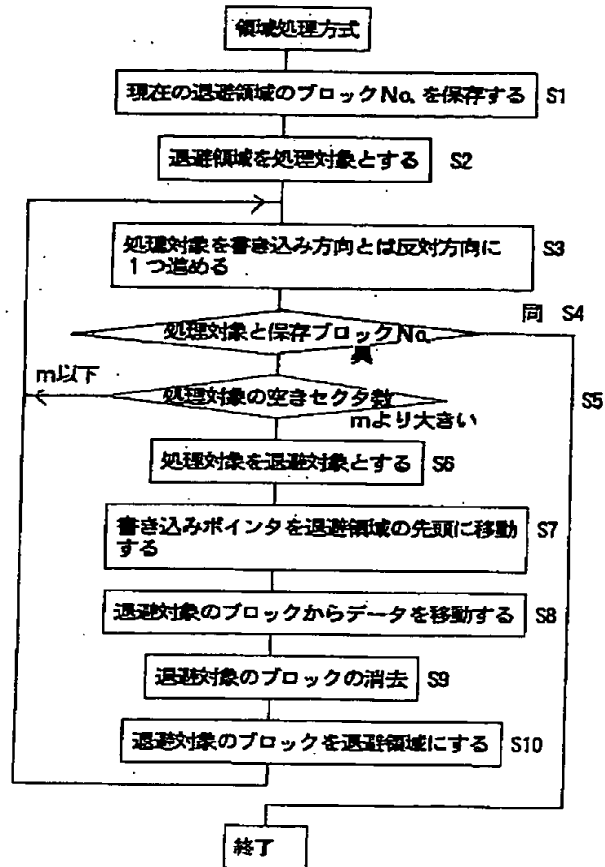 領域処理方式
現在の退避領域のブロックNo.を保存する S1
退避領域を処理対象とする S2
処理対象を書き込み方向とは反対方向に
1つ進める S3
同 S4
処理対象と保存ブロックNo.
異
m以下
処理対象の空きセクタ数 S5
mより大きい
処理対象を退避対象とする S6
書き込みポインタを退避領域の先頭に移動
する S7
退避対象のブロックからデータを移動する S8
退避対象のブロックの消去 S9
退避対象のブロックを退避領域にする S10
終了